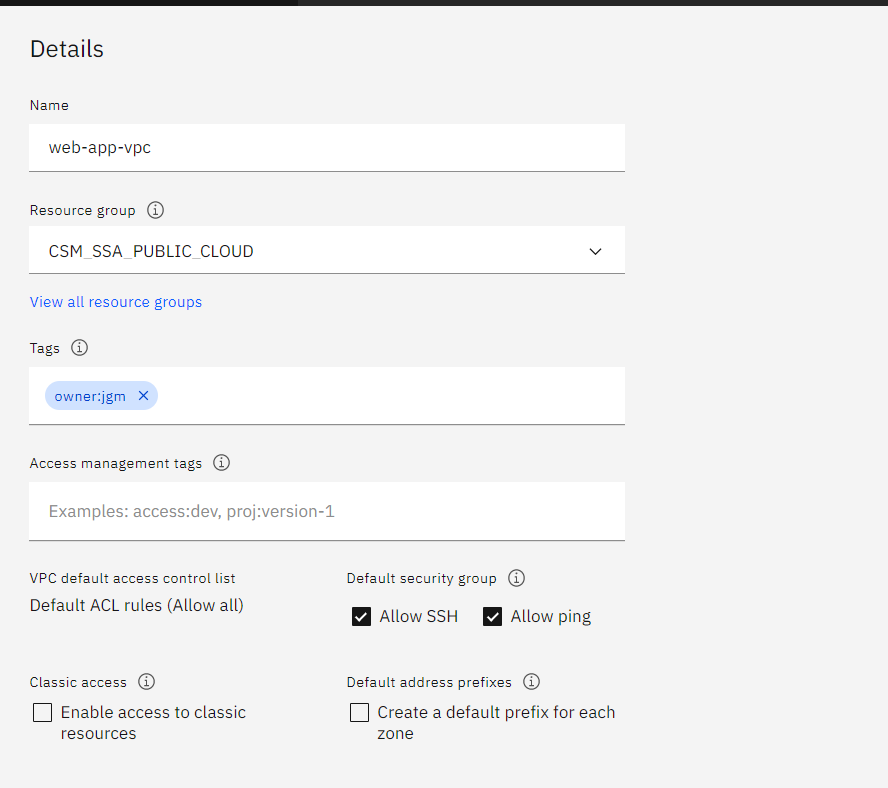 Details
Name
web-app-vpc
Resource group
CSM_SSA_PUBLIC_CLOUD
View all resource groups
Tags
owner:jgm
Access management tags
Examples: access:dev, proj:version-1
VPC default access control list
Default ACL rules (Allow all)
Default security group
Allow SSH
Allow ping
Classic access
Enable access to classic
resources
Default address prefixes
Create a default prefix for each
zone